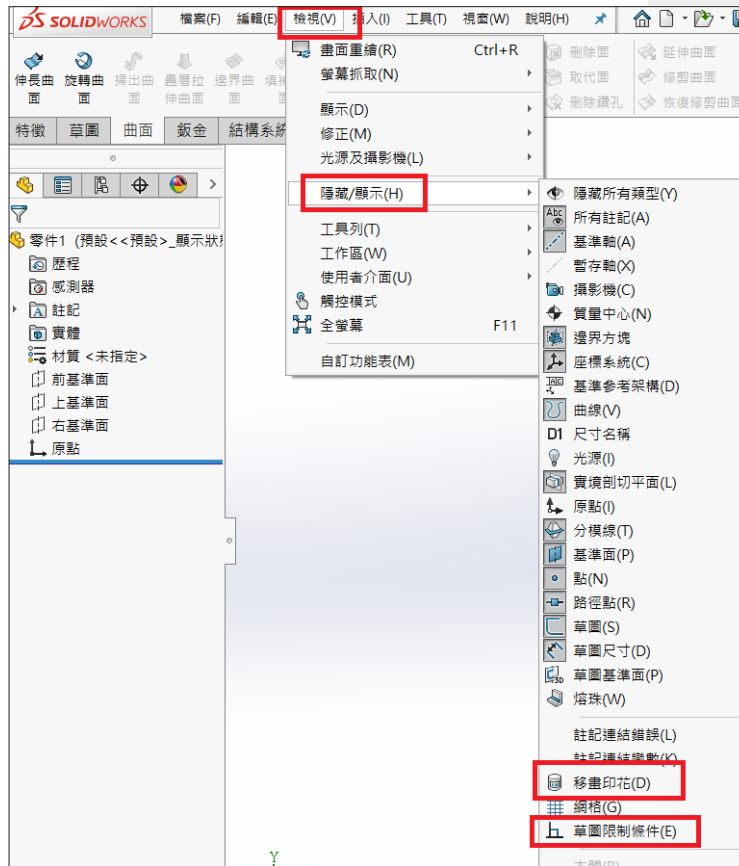 SOLIDWORKS 檔案(F) 編輯(E) 檢視(V) 插入(I) 工具(T) 視窗(W) 說明(H)
伸長曲面 旋轉曲面 掃出曲面 疊層拉伸曲面 邊界曲面
刪除面 延伸曲面
取代面 修剪曲面
刪除鑽孔 恢復修剪曲面
特徵 草圖 曲面 鈑金 結構系統
零件1 (預設<<預設>_顯示狀態
歷程
感測器
註記
實體
材質 <未指定>
前基準面
上基準面
右基準面
原點
畫面重繪(R) Ctrl+R
螢幕抓取(N)
顯示(D)
修正(M)
光源及攝影機(L)
隱藏/顯示(H)
工具列(T)
工作區(W)
使用者介面(U)
觸控模式
全螢幕 F11
自訂功能表(M)
隱藏所有類型(Y)
所有註記(A)
基準軸(A)
暫存軸(X)
攝影機(C)
質量中心(N)
邊界方塊
座標系統(C)
基準參考架構(D)
曲線(V)
D1 尺寸名稱
光源(I)
實境剖切平面(L)
原點(I)
分模線(T)
基準面(P)
點(N)
路徑點(R)
草圖(S)
草圖尺寸(D)
草圖基準面(P)
熔珠(W)
註記連結錯誤(L)
註記連結變數(K)
移畫印花(D)
網格(G)
草圖限制條件(E)
Y